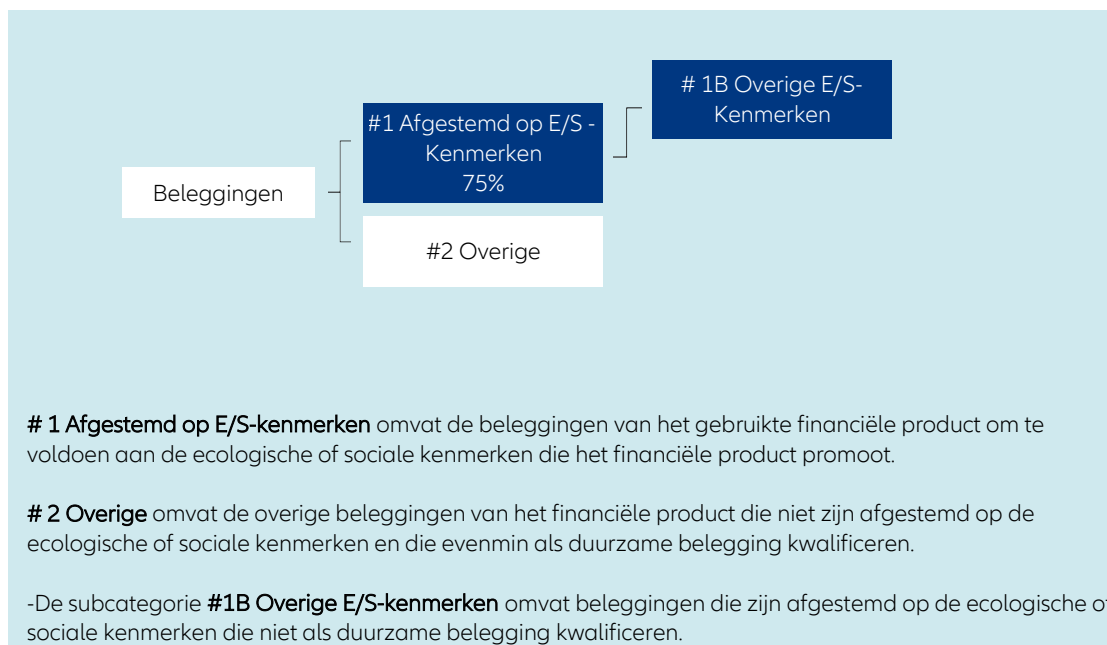 # 1B Overige E/S-
Kenmerken
#1 Afgestemd op E/S -
Kenmerken
75%
Beleggingen
#2 Overige
# 1 Afgestemd op E/S-kenmerken omvat de beleggingen van het gebruikte financiële product om te
voldoen aan de ecologische of sociale kenmerken die het financiële product promoot.
# 2 Overige omvat de overige beleggingen van het financiële product die niet zijn afgestemd op de
ecologische of sociale kenmerken en die evenmin als duurzame belegging kwalificeren.
-De subcategorie #1B Overige E/S-kenmerken omvat beleggingen die zijn afgestemd op de ecologische of
sociale kenmerken die niet als duurzame belegging kwalificeren.